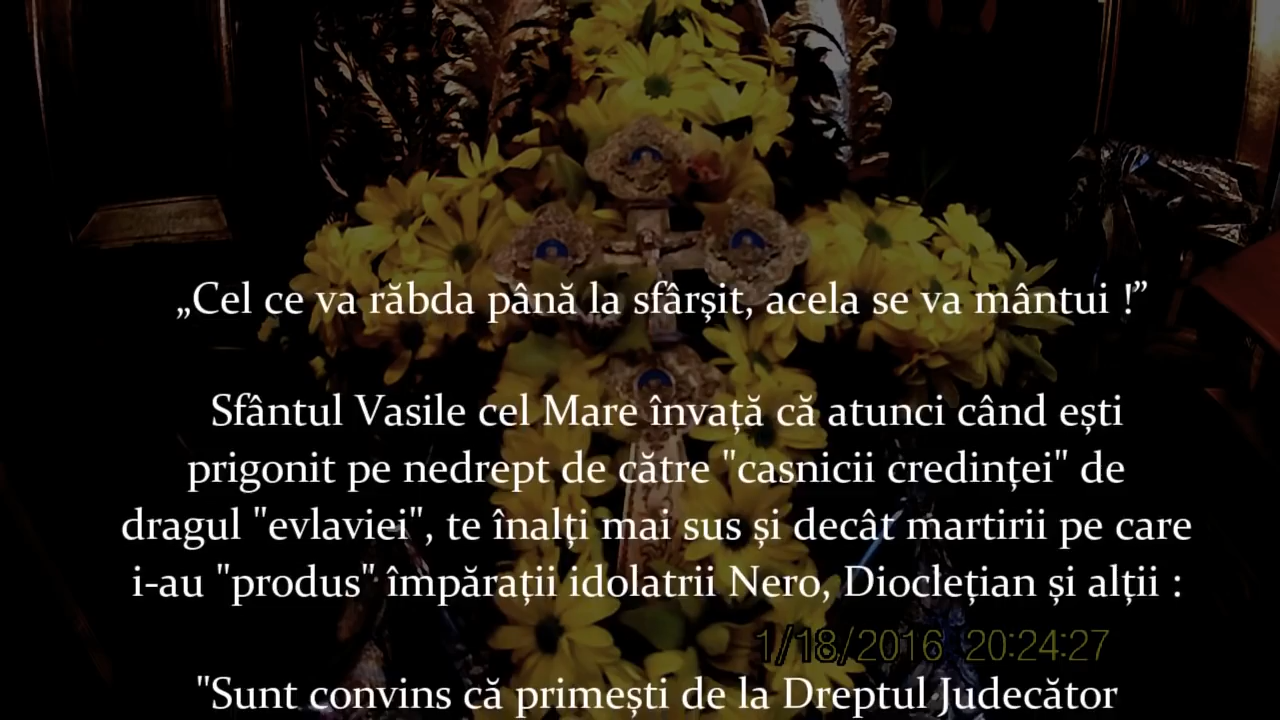 „Cel ce va răbda până la sfârşit, acela se va mântui !”
Sfântul Vasile cel Mare învață că atunci când ești
prigonit pe nedrept de către "casnicii credinței" de
dragul "evlaviei", te înalți mai sus și decât martirii pe care
i-au "produs" împărații idolatrii Nero, Dioclețian și alții :
1/18/2016 20:24:27
"Sunt convins că primești de la Dreptul Judecător